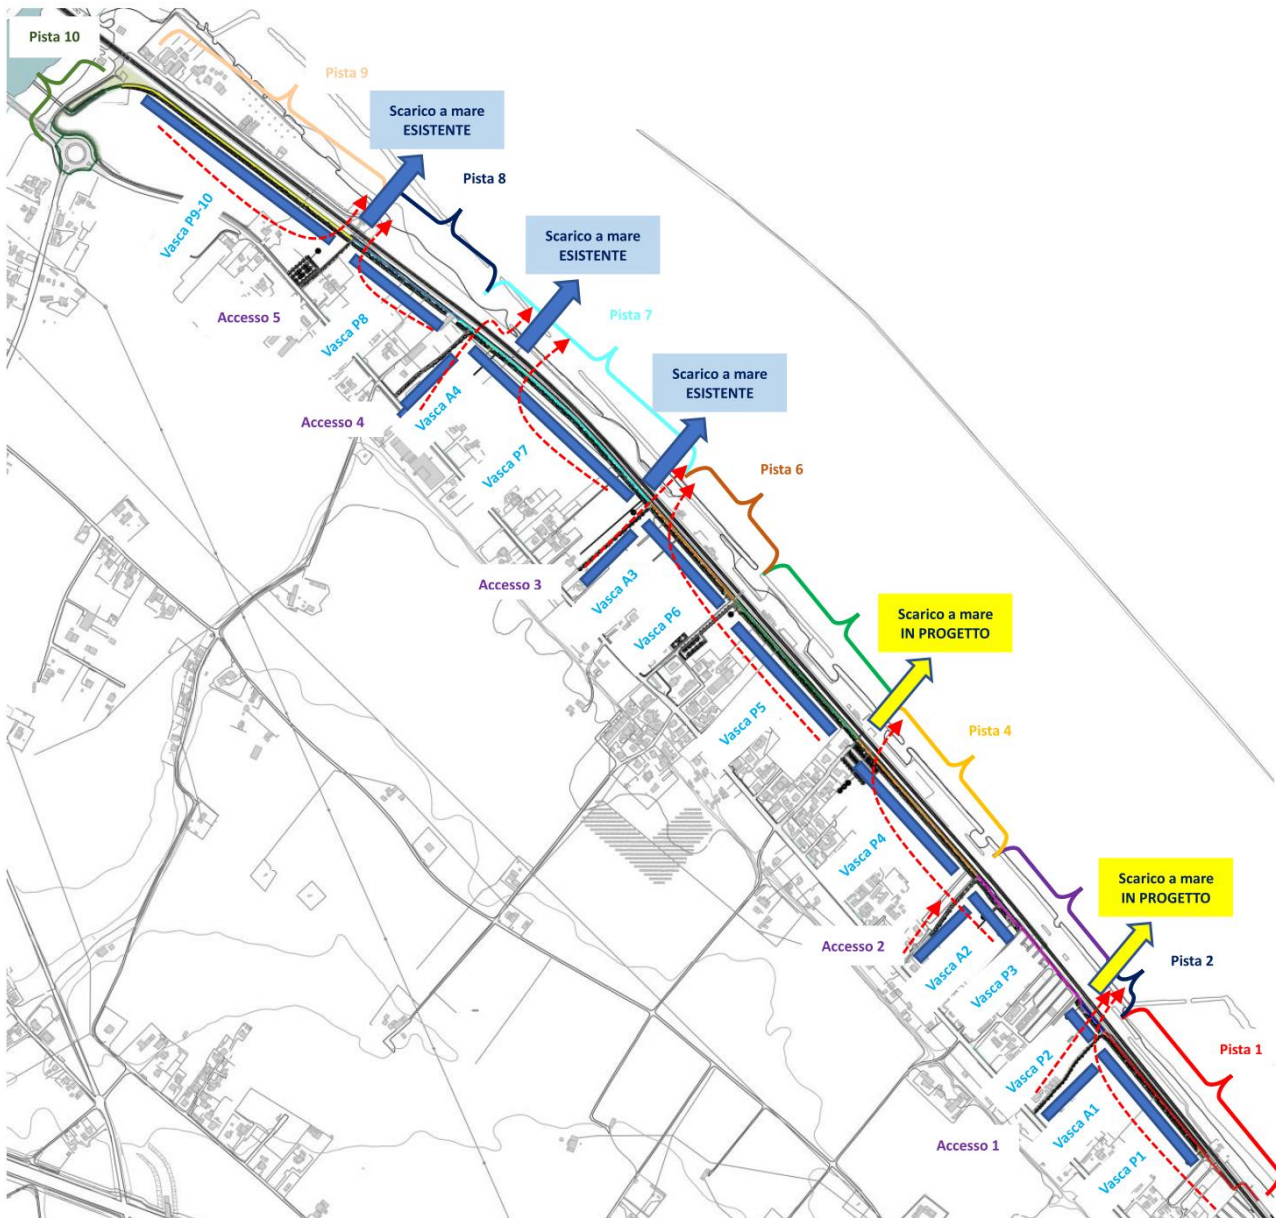 Pista 10
Pista 9
Scarico a mare
ESISTENTE
Pista 8
Scarico a mare
ESISTENTE
Vasca P9-10
Accesso 5
Vasca P8
Pista 7
Scarico a mare
ESISTENTE
Accesso 4
Vasca A4
Vasca P7
Pista 6
Accesso 3
Vasca A3
Vasca P6
Scarico a mare
IN PROGETTO
Vasca P5
Pista 4
Vasca P4
Scarico a mare
IN PROGETTO
Accesso 2
Vasca A2
Vasca P3
Pista 2
Pista 1
Vasca P2
Accesso 1
Vasca A1
Vasca P1